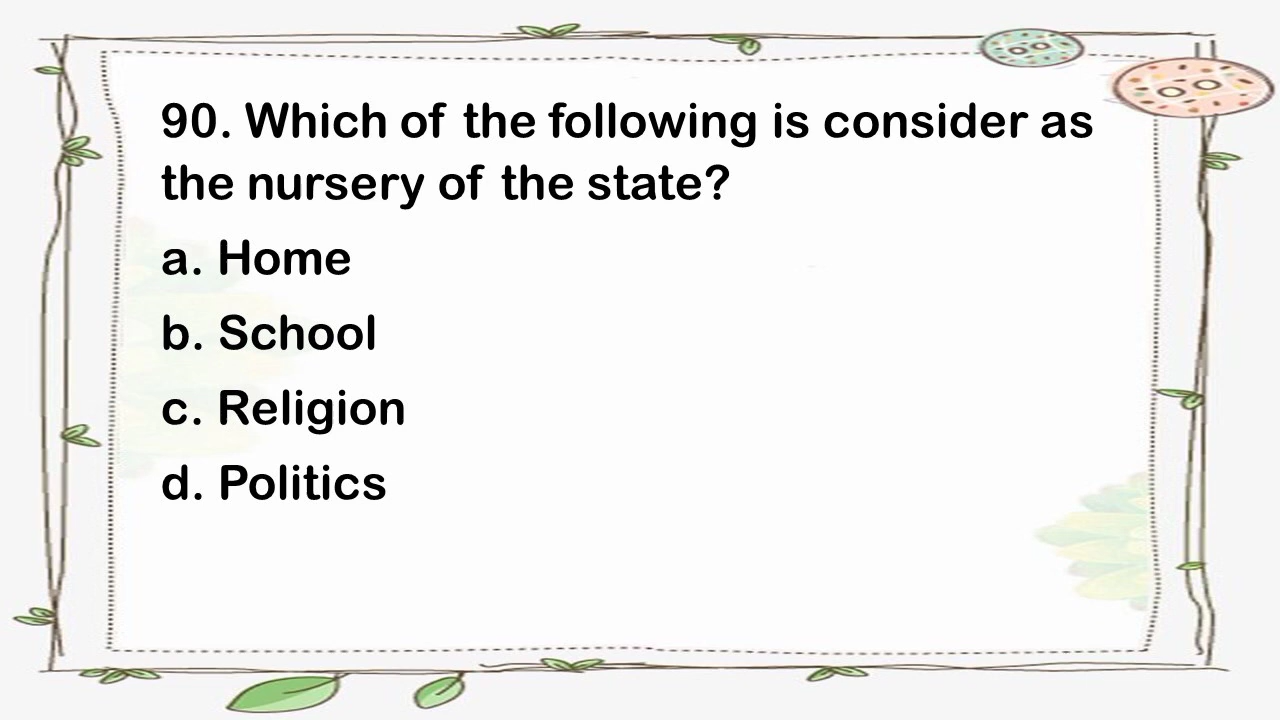 90. Which of the following is consider as
the nursery of the state?
a. Home
b. School
c. Religion
d. Politics